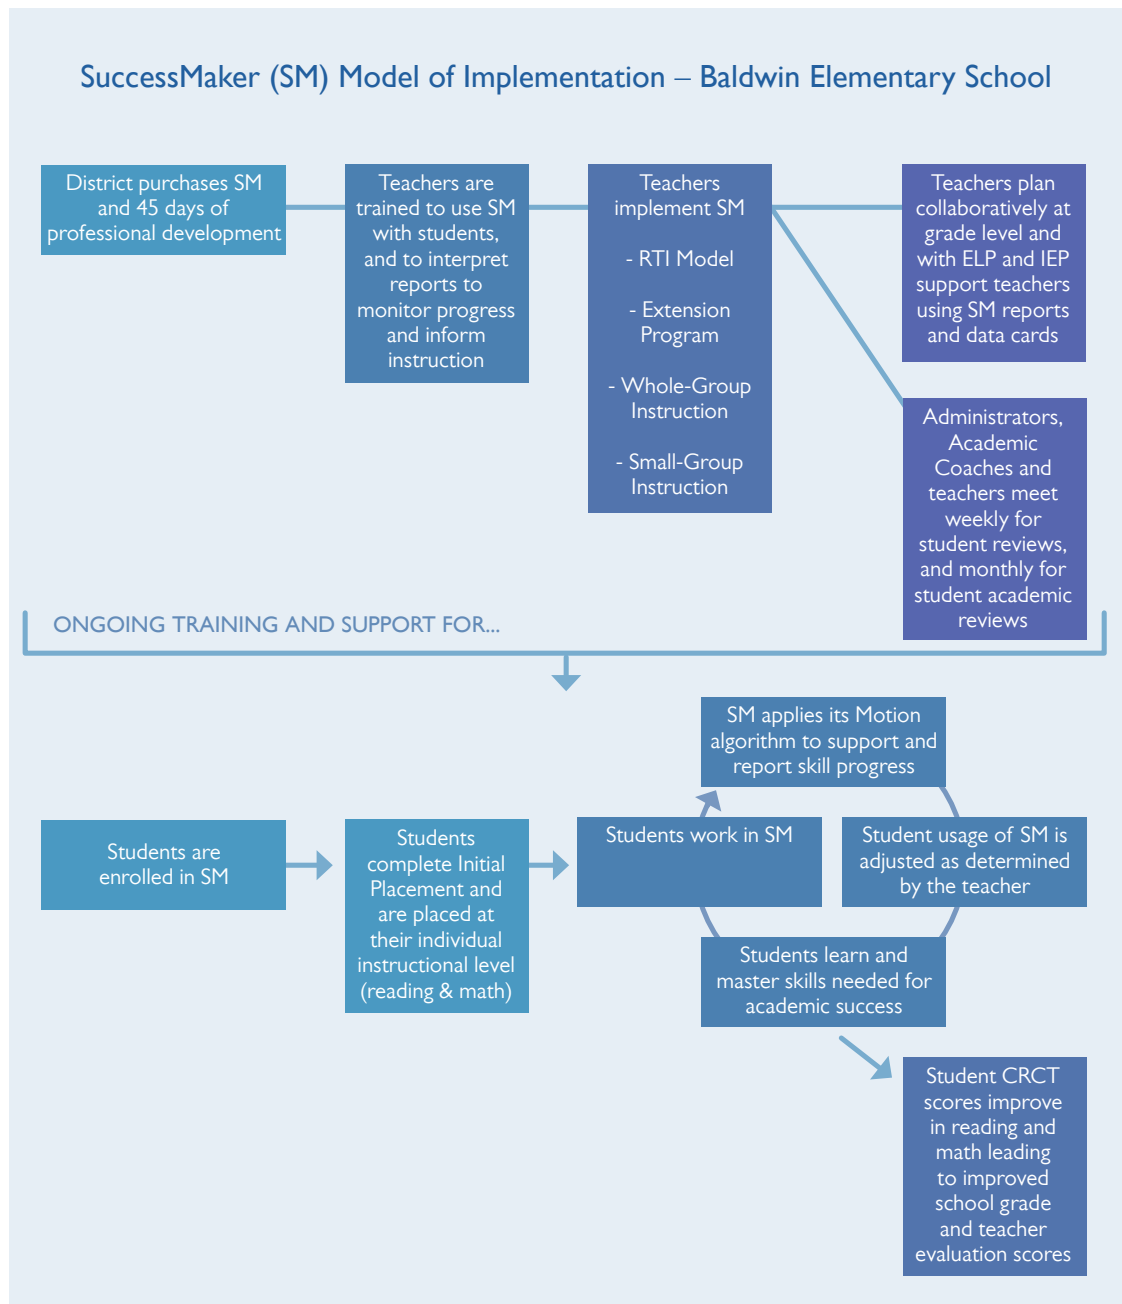 SuccessMaker (SM) Model of Implementation – Baldwin Elementary School
District purchases SM
and 45 days of
professional development
Teachers are
trained to use SM
with students,
and to interpret
reports to
monitor progress
and inform
instruction
Teachers
implement SM
- RTI Model
- Extension
Program
- Whole-Group
Instruction
- Small-Group
Instruction
Teachers plan
collaboratively at
grade level and
with ELP and IEP
support teachers
using SM reports
and data cards
Administrators,
Academic
Coaches and
teachers meet
weekly for
student reviews,
and monthly for
student academic
reviews
ONGOING TRAINING AND SUPPORT FOR...
Students are
enrolled in SM
Students
complete Initial
Placement and
are placed at
their individual
instructional level
(reading & math)
Students work in SM
SM applies its Motion
algorithm to support and
report skill progress
Student usage of SM is
adjusted as determined
by the teacher
Students learn and
master skills needed for
academic success
Student CRCT
scores improve
in reading and
math leading
to improved
school grade
and teacher
evaluation scores